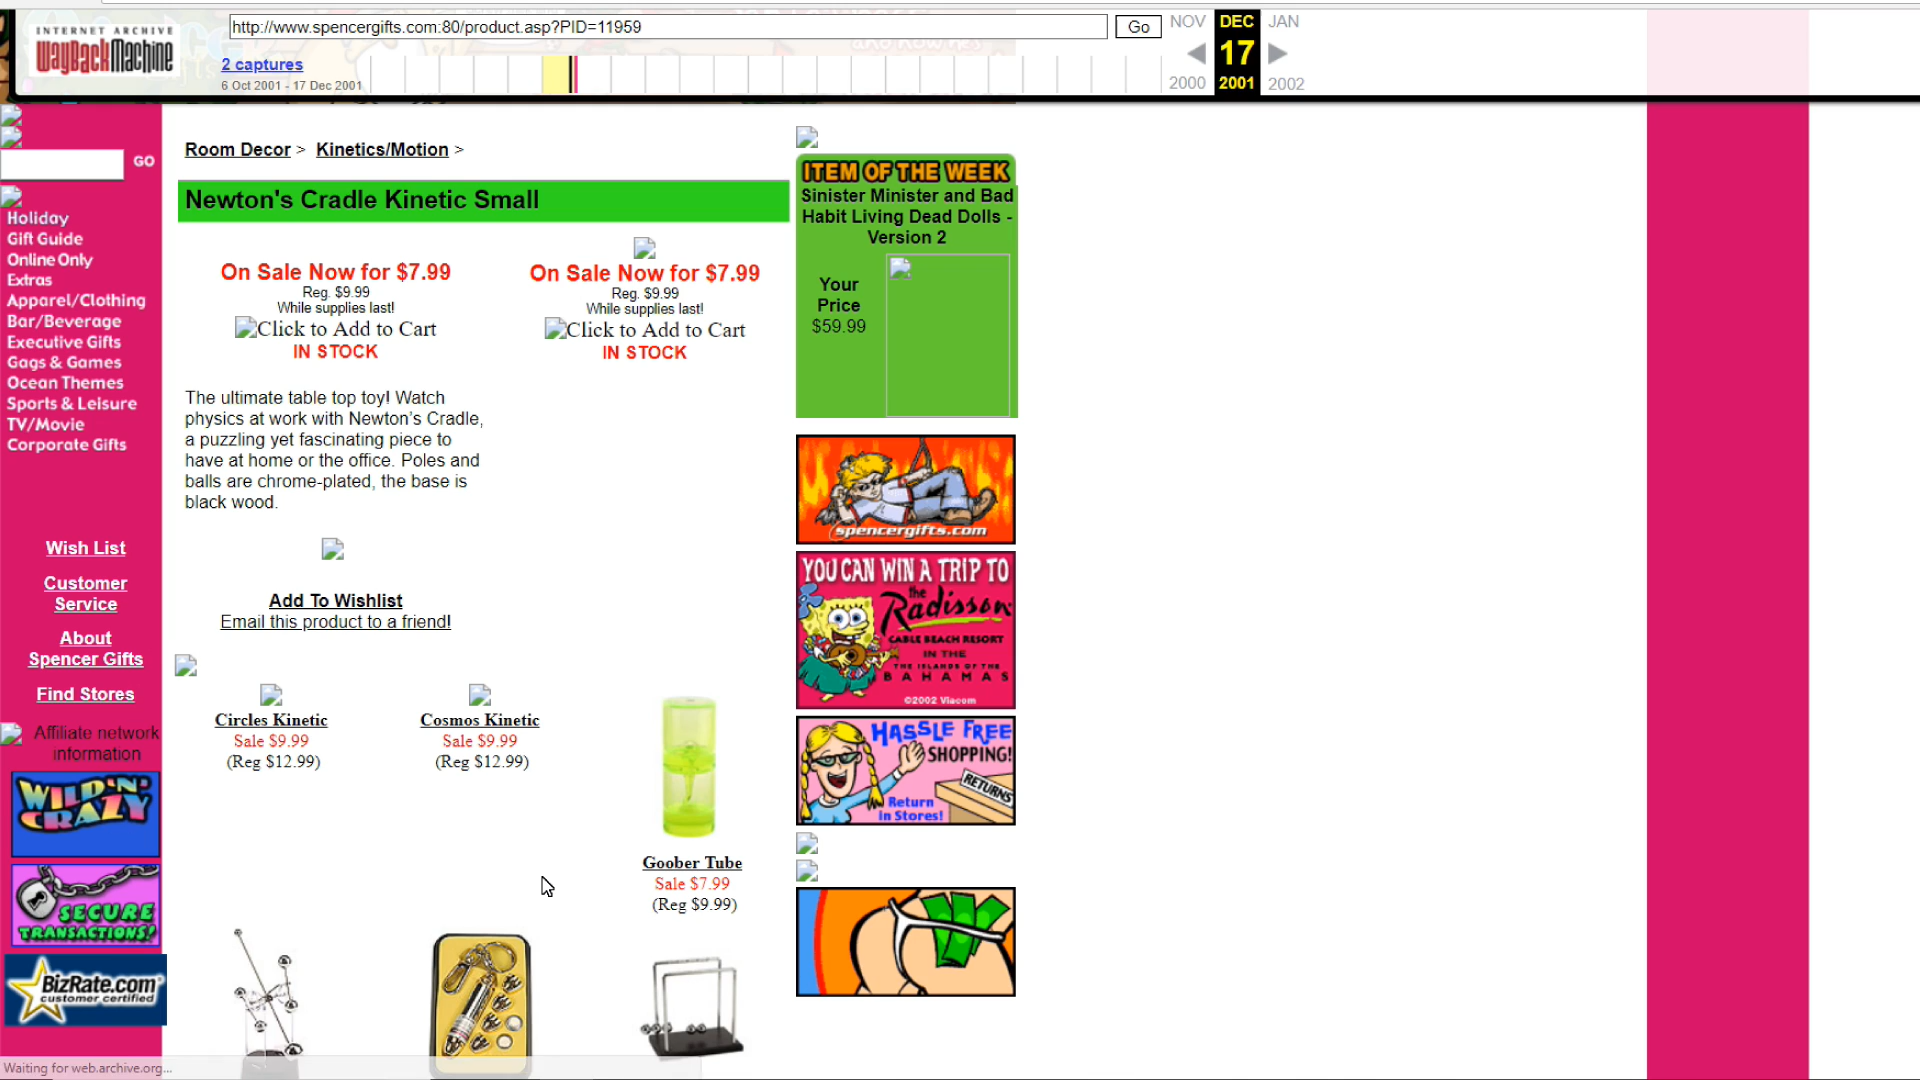 INTERNET ARCHIVE
WayBackMachine
http://www.spencergifts.com:80/product.asp?PID=11959
Go
NOV DEC JAN
2 captures
17
6 Oct 2001 - 17 Dec 2001
2000 2001 2002
GO
Holiday
Gift Guide
Online Only
Extras
Apparel/Clothing
Bar/Beverage
Executive Gifts
Gags & Games
Ocean Themes
Sports & Leisure
TV/Movie
Corporate Gifts
Wish List
Customer
Service
About
Spencer Gifts
Find Stores
Affiliate network
information
WILD 'N'
CRAZY
SECURE
TRANSACTIONS!
BizRate.com
customer certified
Room Decor > Kinetics/Motion >
Newton's Cradle Kinetic Small
On Sale Now for $7.99
Reg. $9.99
While supplies last!
Click to Add to Cart
IN STOCK
On Sale Now for $7.99
Reg. $9.99
While supplies last!
Click to Add to Cart
IN STOCK
The ultimate table top toy! Watch
physics at work with Newton's Cradle,
a puzzling yet fascinating piece to
have at home or the office. Poles and
balls are chrome-plated, the base is
black wood.
Add To Wishlist
Email this product to a friend!
Circles Kinetic
Sale $9.99
(Reg $12.99)
Cosmos Kinetic
Sale $9.99
(Reg $12.99)
Goober Tube
Sale $7.99
(Reg $9.99)
ITEM OF THE WEEK
Sinister Minister and Bad
Habit Living Dead Dolls -
Version 2
Your
Price
$59.99
spencergifts.com
YOU CAN WIN A TRIP TO
the
Radisson
CABLE BEACH RESORT
IN THE
THE ISLANDS OF THE
BAHAMAS
©2002 Viacom
HASSLE FREE
SHOPPING!
RETURNS
Return
in Stores!
Waiting for web.archive.org...